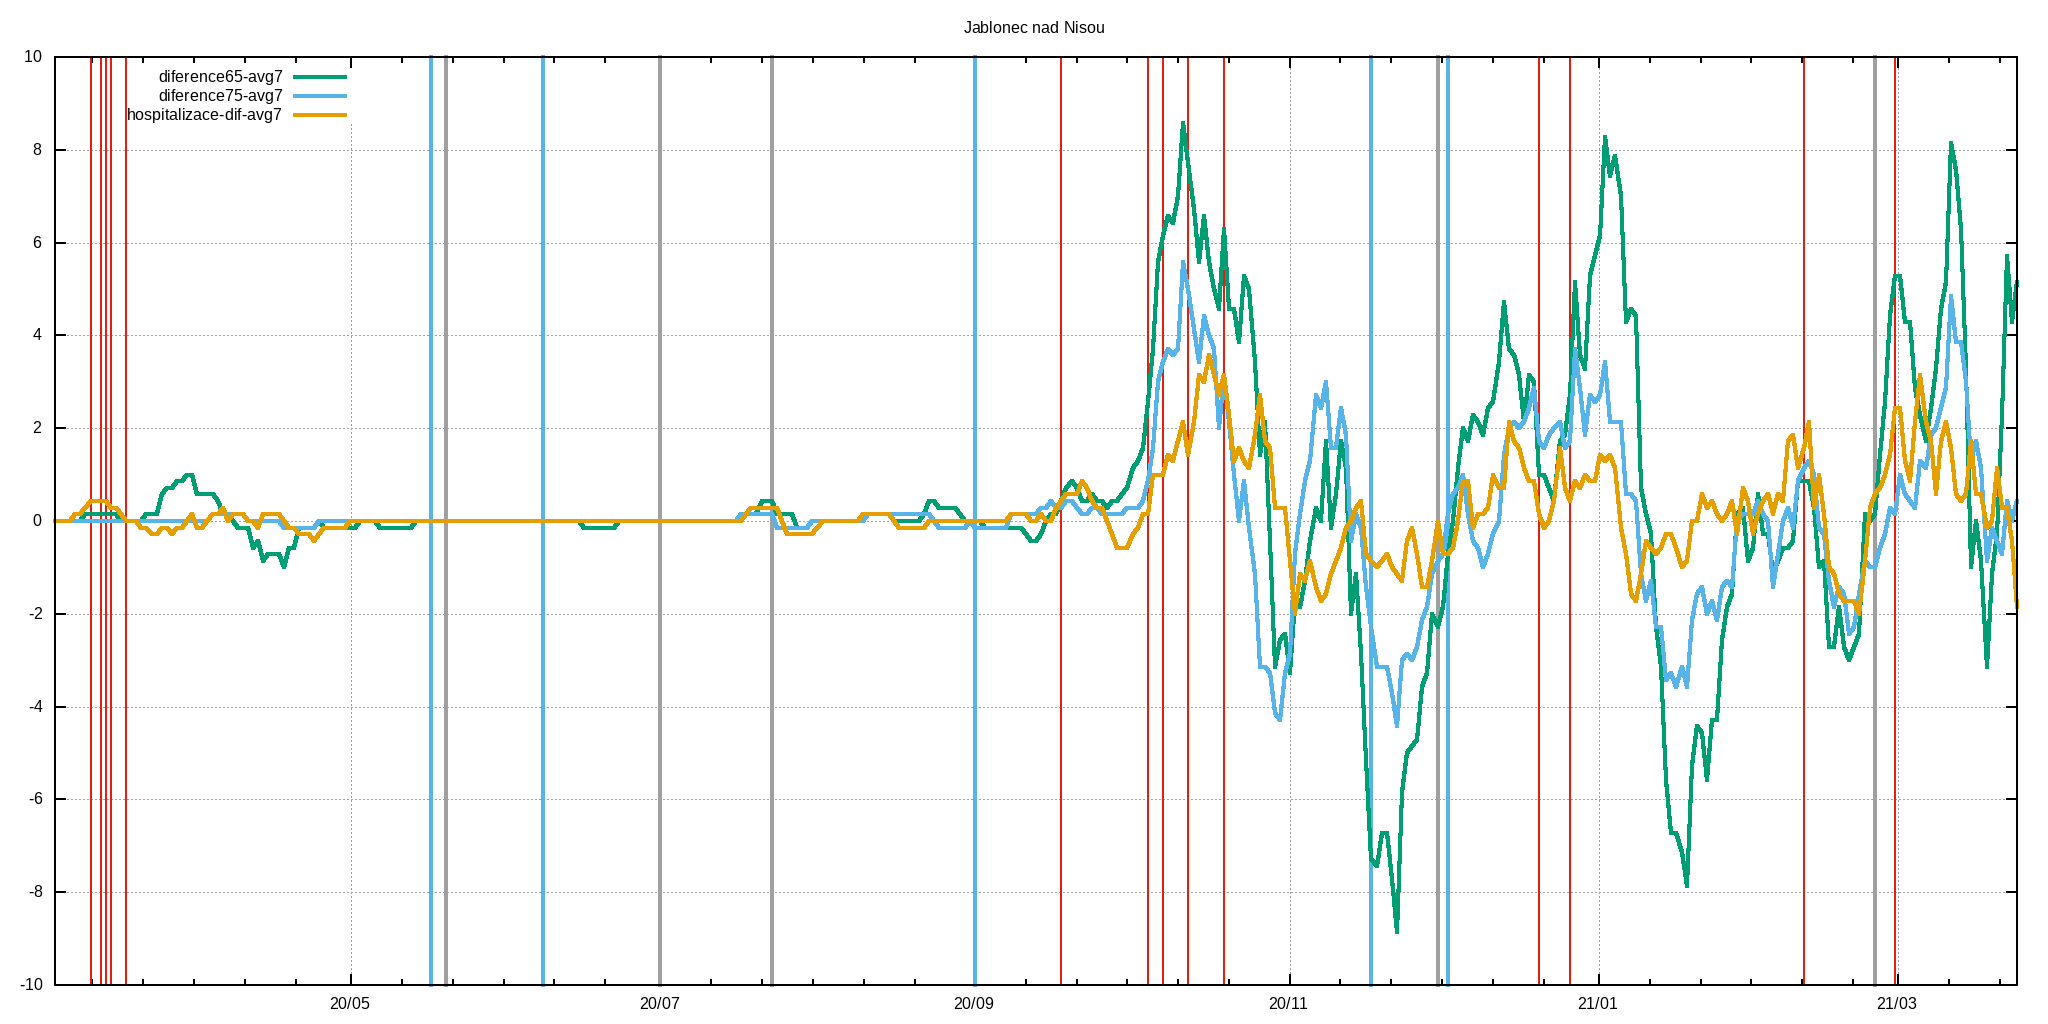 Jablonec nad Nisou
10
diference65-avg7
diference75-avg7
hospitalizace-dif-avg7
8
6
4
2
0
-2
-4
-6
-8
-10
20/05 20/07 20/09 20/11 21/01 21/03